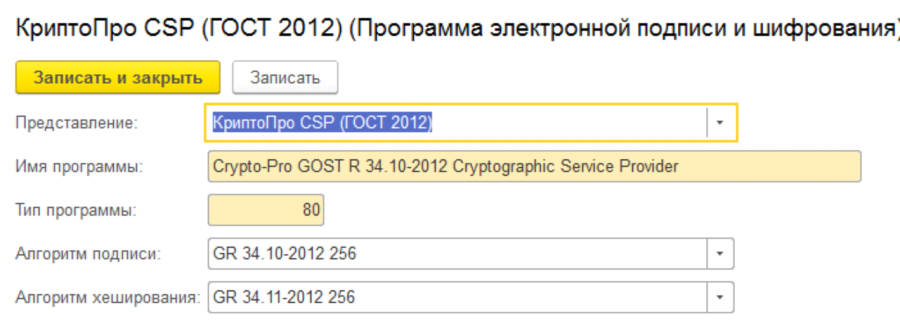 КриптоПро CSP (ГОСТ 2012) (Программа электронной подписи и шифрования)
Записать и закрыть Записать
Представление: КриптоПро CSP (ГОСТ 2012)
Имя программы: Crypto-Pro GOST R 34.10-2012 Cryptographic Service Provider
Тип программы: 80
Алгоритм подписи: GR 34.10-2012 256
Алгоритм хеширования: GR 34.11-2012 256